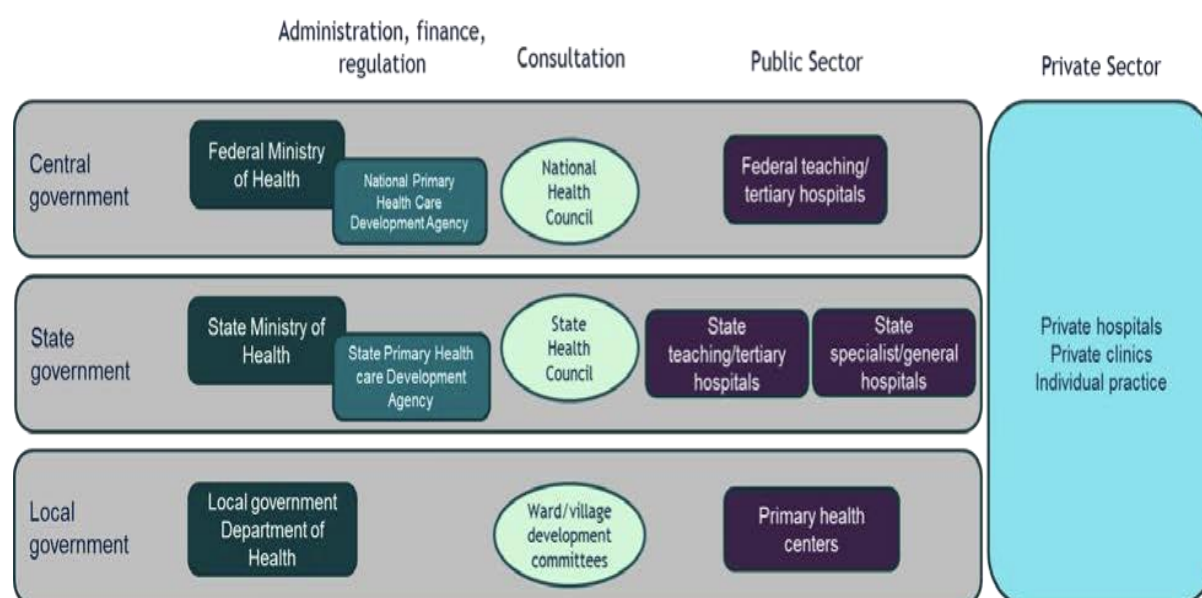 Administration, finance,
regulation
Consultation
Public Sector
Private Sector
Central
government
Federal Ministry
of Health
National Primary
Health Care
Development Agency
National
Health
Council
Federal teaching/
tertiary hospitals
State
government
State Ministry of
Health
State Primary Health
care Development
Agency
State
Health
Council
State
teaching/tertiary
hospitals
State
specialist/general
hospitals
Local
government
Local government
Department of
Health
Ward/village
development
committees
Primary health
centers
Private hospitals
Private clinics
Individual practice